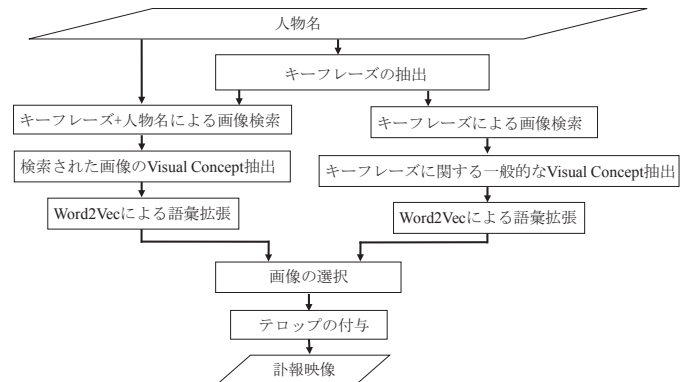 人物名
キーフレーズの抽出
キーフレーズ+人物名による画像検索
キーフレーズによる画像検索
検索された画像のVisual Concept抽出
キーフレーズに関する一般的なVisual Concept抽出
Word2Vecによる語彙拡張
Word2Vecによる語彙拡張
画像の選択
テロップの付与
訃報映像